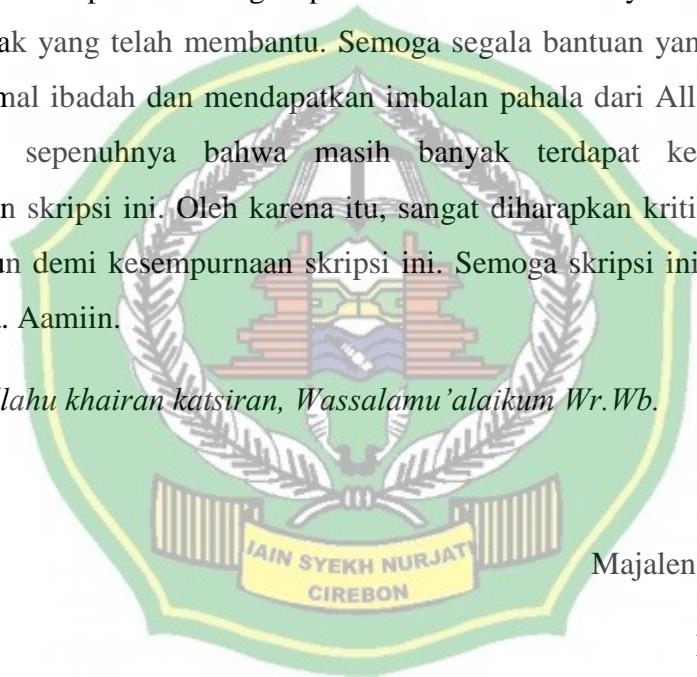 ak yang telah membantu. Semoga segala bantuan yan
mal ibadah dan mendapatkan imbalan pahala dari All
sepenuhnya bahwa masih banyak terdapat ke
n skripsi ini. Oleh karena itu, sangat diharapkan kriti
un demi kesempurnaan skripsi ini. Semoga skripsi ini
. Aamiin.
llahu khairan katsiran, Wassalamu’alaikum Wr.Wb.
IAIN SYEKH NURJATI
CIREBON
Majalen